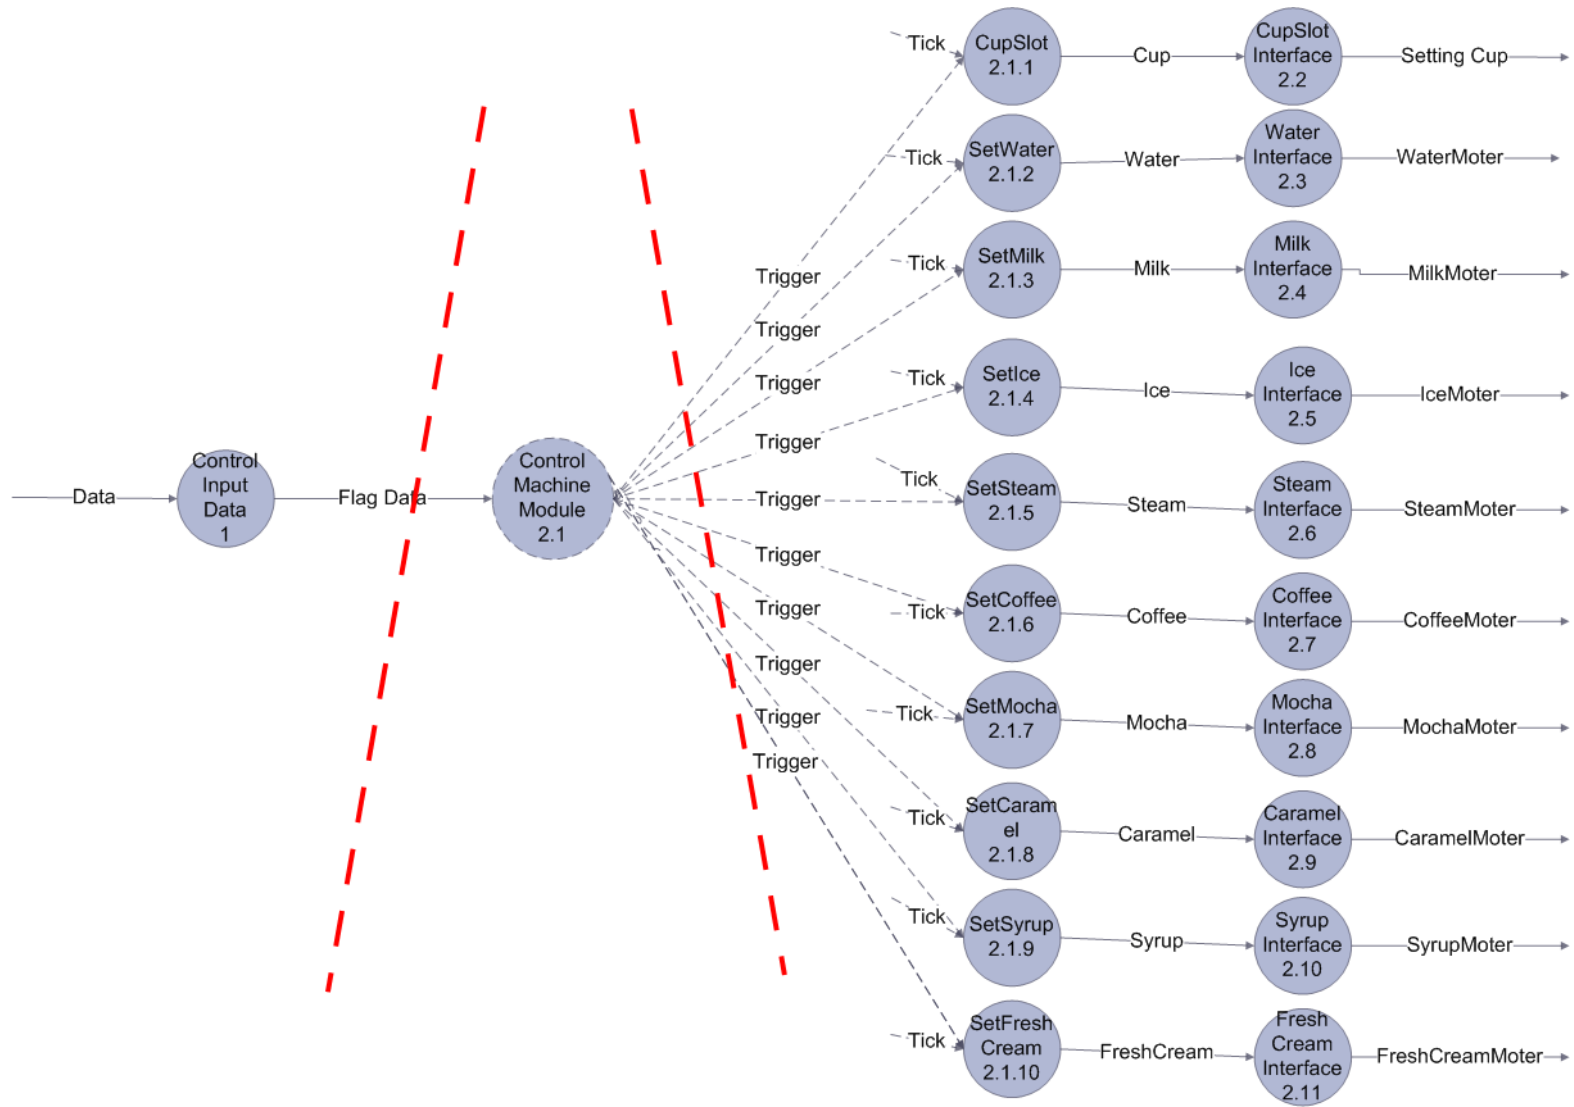 Data
Control
Input
Data
1
Flag Data
Control
Machine
Module
2.1
Trigger
Trigger
Trigger
Trigger
Trigger
Trigger
Trigger
Trigger
Trigger
Trigger
Tick
CupSlot
2.1.1
Cup
CupSlot
Interface
2.2
Setting Cup
Tick
SetWater
2.1.2
Water
Water
Interface
2.3
WaterMoter
Tick
SetMilk
2.1.3
Milk
Milk
Interface
2.4
MilkMoter
Tick
SetIce
2.1.4
Ice
Ice
Interface
2.5
IceMoter
Tick
SetSteam
2.1.5
Steam
Steam
Interface
2.6
SteamMoter
Tick
SetCoffee
2.1.6
Coffee
Coffee
Interface
2.7
CoffeeMoter
Tick
SetMocha
2.1.7
Mocha
Mocha
Interface
2.8
MochaMoter
Tick
SetCaram
el
2.1.8
Caramel
Caramel
Interface
2.9
CaramelMoter
Tick
SetSyrup
2.1.9
Syrup
Syrup
Interface
2.10
SyrupMoter
Tick
SetFresh
Cream
2.1.10
FreshCream
Fresh
Cream
Interface
2.11
FreshCreamMoter